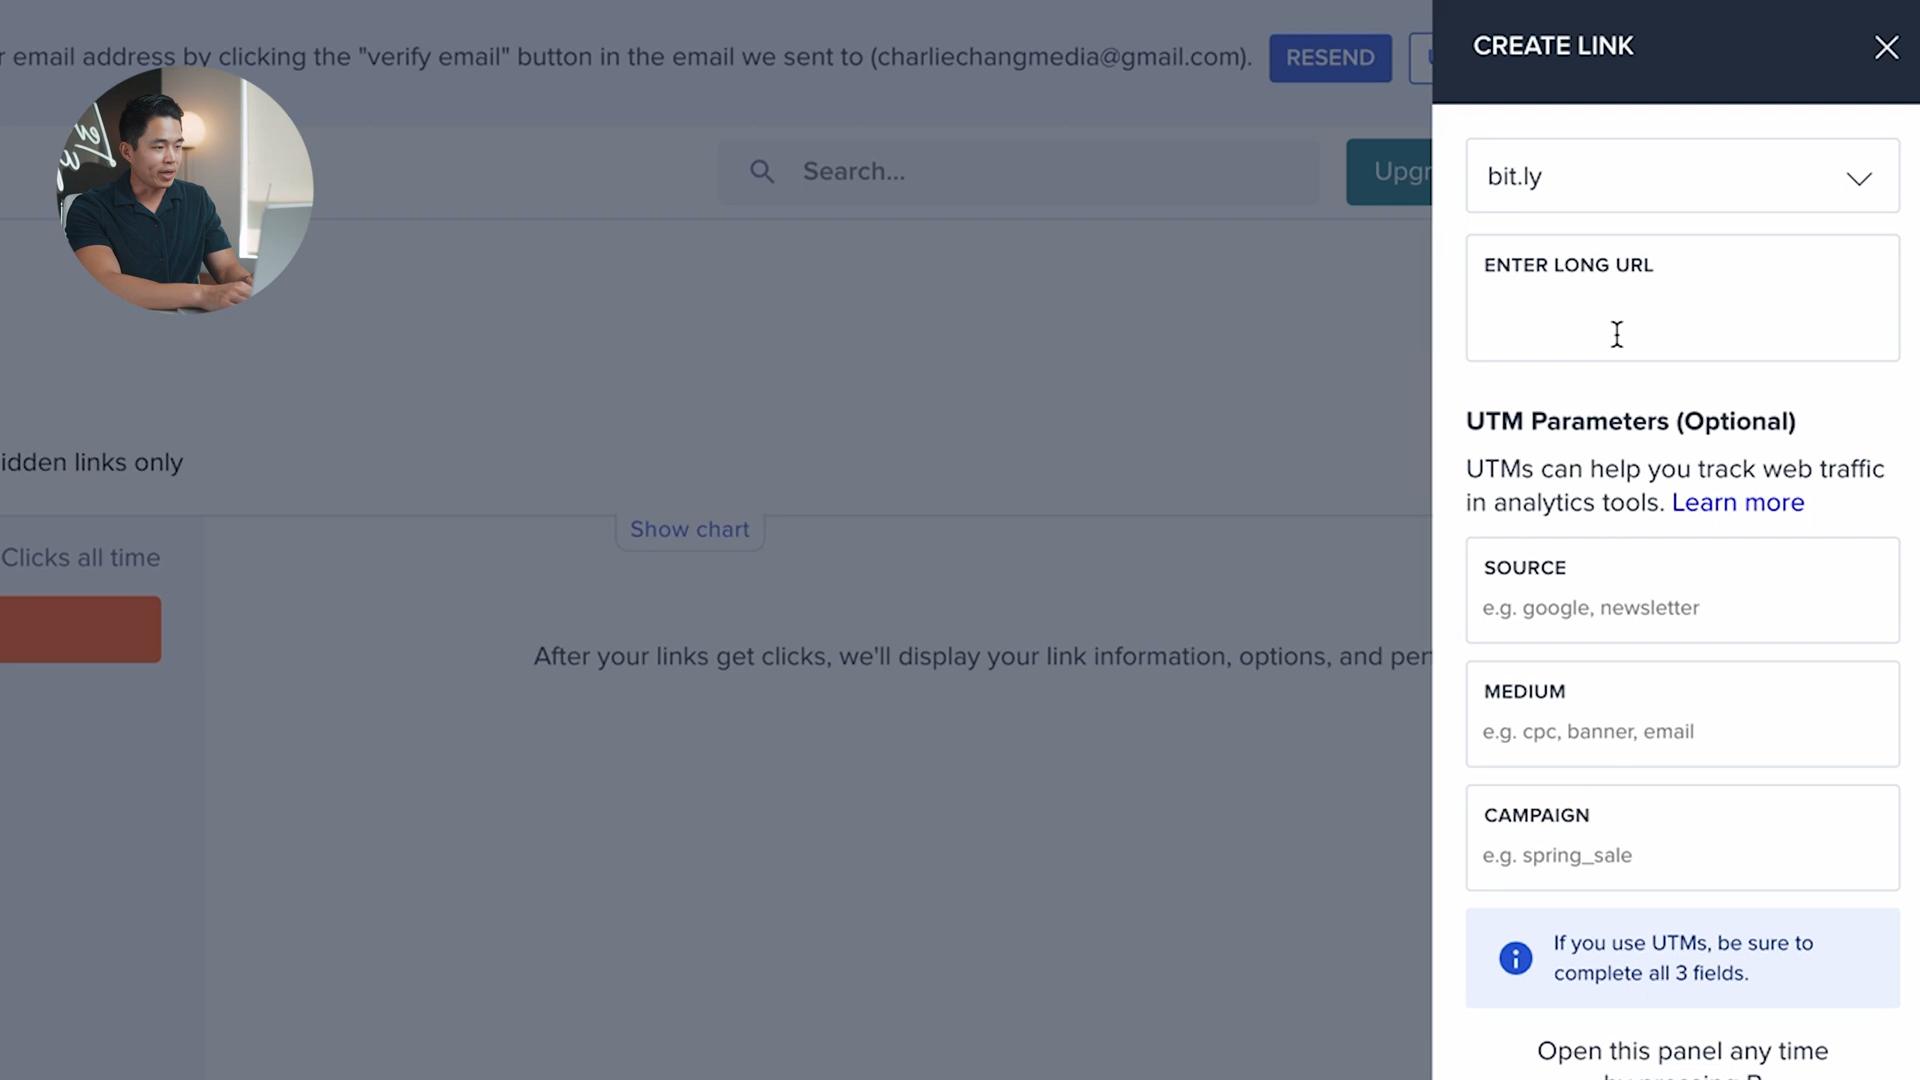 r email address by clicking the "verify email" button in the email we sent to (charliechangmedia@gmail.com).
RESEND
Search...
Upgr
idden links only
Show chart
Clicks all time
After your links get clicks, we'll display your link information, options, and per
CREATE LINK
bit.ly
ENTER LONG URL
UTM Parameters (Optional)
UTMs can help you track web traffic
in analytics tools. Learn more
SOURCE
e.g. google, newsletter
MEDIUM
e.g. cpc, banner, email
CAMPAIGN
e.g. spring_sale
If you use UTMs, be sure to
complete all 3 fields.
Open this panel any time